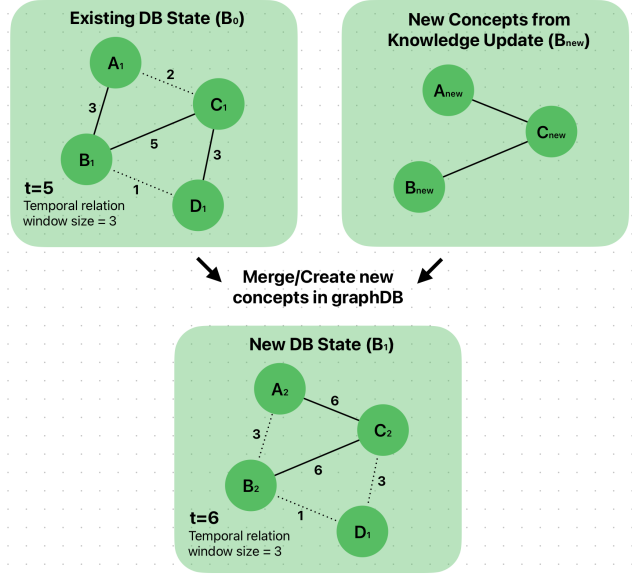 Existing DB State (B₀)
A₁
2
C₁
3
5
3
B₁
1
D₁
t=5
Temporal relation
window size = 3
New Concepts from
Knowledge Update (Bnew)
Anew
Cnew
Bnew
Merge/Create new
concepts in graphDB
New DB State (B₁)
A₂
6
C₂
3
6
3
B₂
1
D₁
t=6
Temporal relation
window size = 3